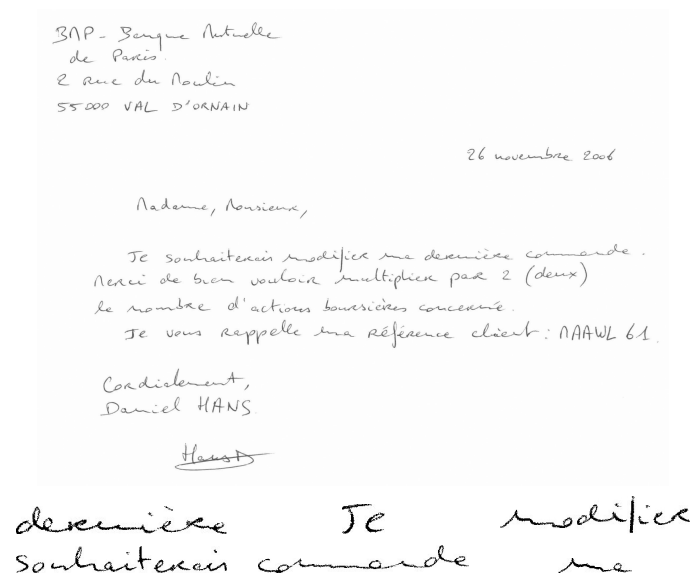 BMP - Banque Mutuelle
de Paris
2 rue du Moulin
55000 VAL D'ORNAIN
26 novembre 2006
Madame, Monsieur,
Je souhaiterais modifier ma dernière commande.
Merci de bien vouloir multiplier par 2 (deux)
le nombre d'actions boursières concerné.
Je vous rappelle ma référence client : MAAWL 61.
Cordialement,
Daniel HANS
HansD
dernière Je modifier
souhaiterais commande ma